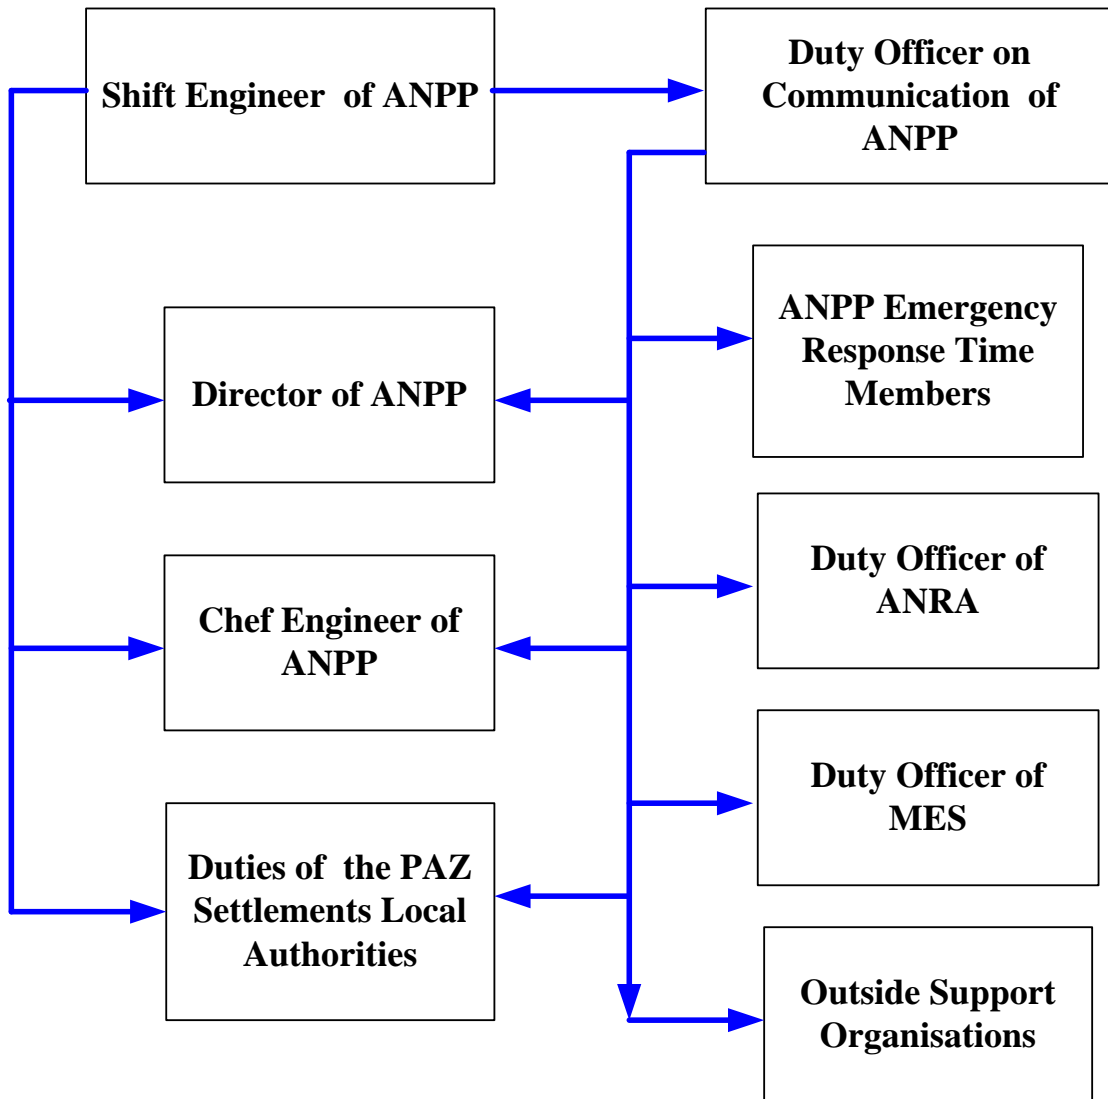 Shift Engineer of ANPP
Duty Officer on
Communication of
ANPP
ANPP Emergency
Response Time
Members
Director of ANPP
Duty Officer of
ANRA
Chef Engineer of
ANPP
Duty Officer of
MES
Duties of the PAZ
Settlements Local
Authorities
Outside Support
Organisations